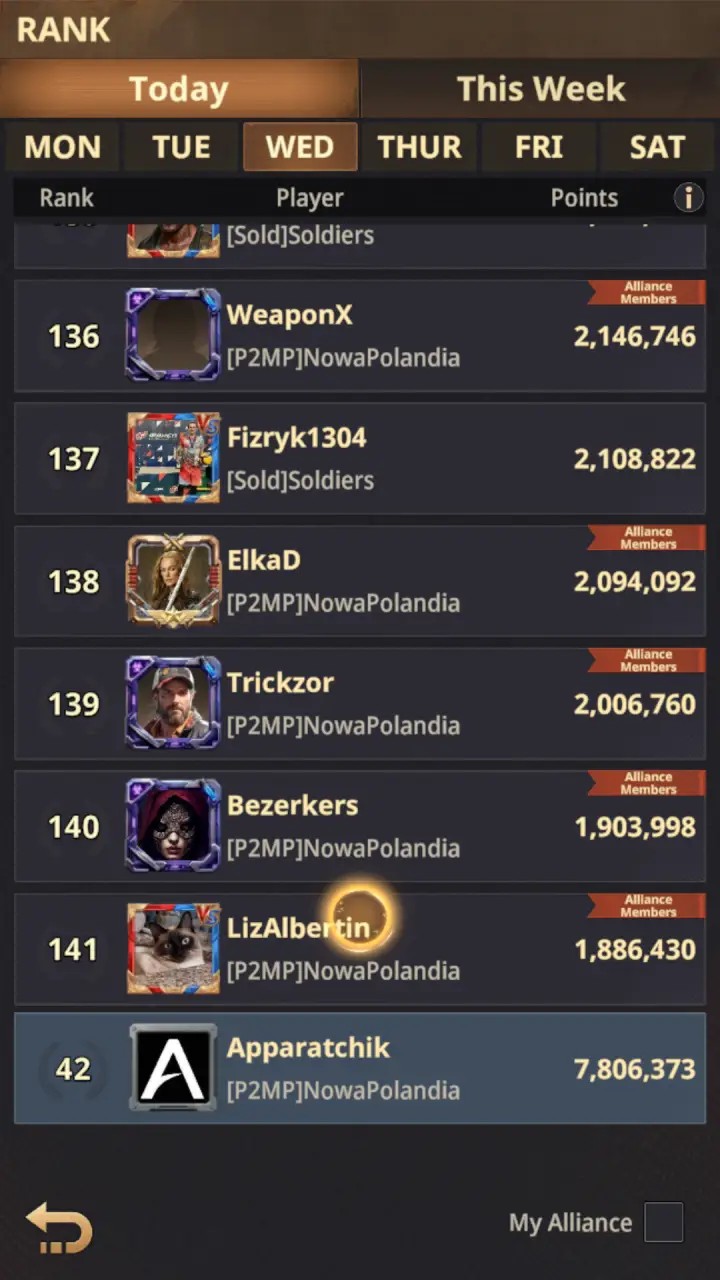 RANK
Today
This Week
MON
TUE
WED
THUR
FRI
SAT
Rank
Player
Points
[Sold]Soldiers
Alliance
Members
136
WeaponX
[P2MP]NowaPolandia
2,146,746
137
Fizryk1304
[Sold]Soldiers
2,108,822
Alliance
Members
138
ElkaD
[P2MP]NowaPolandia
2,094,092
Alliance
Members
139
Trickzor
[P2MP]NowaPolandia
2,006,760
Alliance
Members
140
Bezerkers
[P2MP]NowaPolandia
1,903,998
Alliance
Members
141
LizAlbertin
[P2MP]NowaPolandia
1,886,430
42
Apparatchik
[P2MP]NowaPolandia
7,806,373
My Alliance